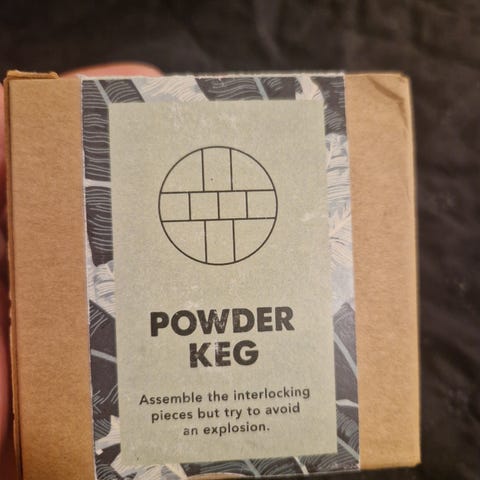 POWDER
KEG
Assemble the interlocking
pieces but try to avoid
an explosion.